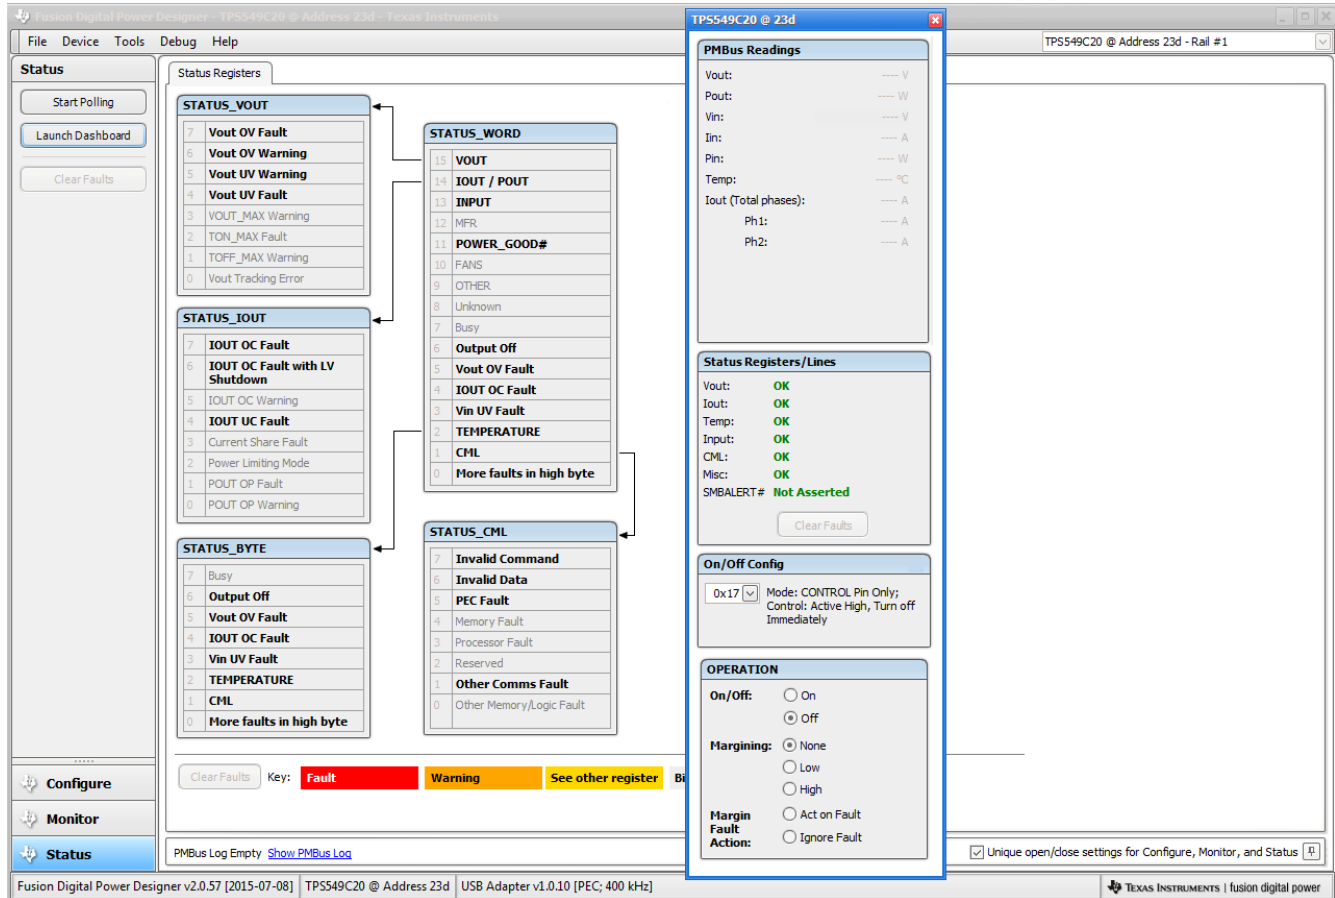 Fusion Digital Power Designer - TPS549C20 @ Address 23d - Texas Instruments
File Device Tools Debug Help
TPS549C20 @ Address 23d - Rail #1
Status
Start Polling
Launch Dashboard
Clear Faults
Configure
Monitor
Status
Status Registers
STATUS_VOUT
7 Vout OV Fault
6 Vout OV Warning
5 Vout UV Warning
4 Vout UV Fault
3 VOUT_MAX Warning
2 TON_MAX Fault
1 TOFF_MAX Warning
0 Vout Tracking Error
STATUS_IOUT
7 IOUT OC Fault
6 IOUT OC Fault with LV
Shutdown
5 IOUT OC Warning
4 IOUT UC Fault
3 Current Share Fault
2 Power Limiting Mode
1 POUT OP Fault
0 POUT OP Warning
STATUS_BYTE
7 Busy
6 Output Off
5 Vout OV Fault
4 IOUT OC Fault
3 Vin UV Fault
2 TEMPERATURE
1 CML
0 More faults in high byte
STATUS_WORD
15 VOUT
14 IOUT / POUT
13 INPUT
12 MFR
11 POWER_GOOD#
10 FANS
9 OTHER
8 Unknown
7 Busy
6 Output Off
5 Vout OV Fault
4 IOUT OC Fault
3 Vin UV Fault
2 TEMPERATURE
1 CML
0 More faults in high byte
STATUS_CML
7 Invalid Command
6 Invalid Data
5 PEC Fault
4 Memory Fault
3 Processor Fault
2 Reserved
1 Other Comms Fault
0 Other Memory/Logic Fault
Clear Faults Key: Fault Warning See other register
PMBus Log Empty Show PMBus Log
TPS549C20 @ 23d
PMBus Readings
Vout: ---- V
Pout: ---- W
Vin: ---- V
Iin: ---- A
Pin: ---- W
Temp: ---- °C
Iout (Total phases): ---- A
Ph1: ---- A
Ph2: ---- A
Status Registers/Lines
Vout: OK
Iout: OK
Temp: OK
Input: OK
CML: OK
Misc: OK
SMBALERT# Not Asserted
Clear Faults
On/Off Config
0x17 Mode: CONTROL Pin Only;
Control: Active High, Turn off
Immediately
OPERATION
On/Off: On
Off
Margining: None
Low
High
Margin Fault Action: Act on Fault
Ignore Fault
Unique open/close settings for Configure, Monitor, and Status
Fusion Digital Power Designer v2.0.57 [2015-07-08] TPS549C20 @ Address 23d USB Adapter v1.0.10 [PEC; 400 kHz]
TEXAS INSTRUMENTS | fusion digital power